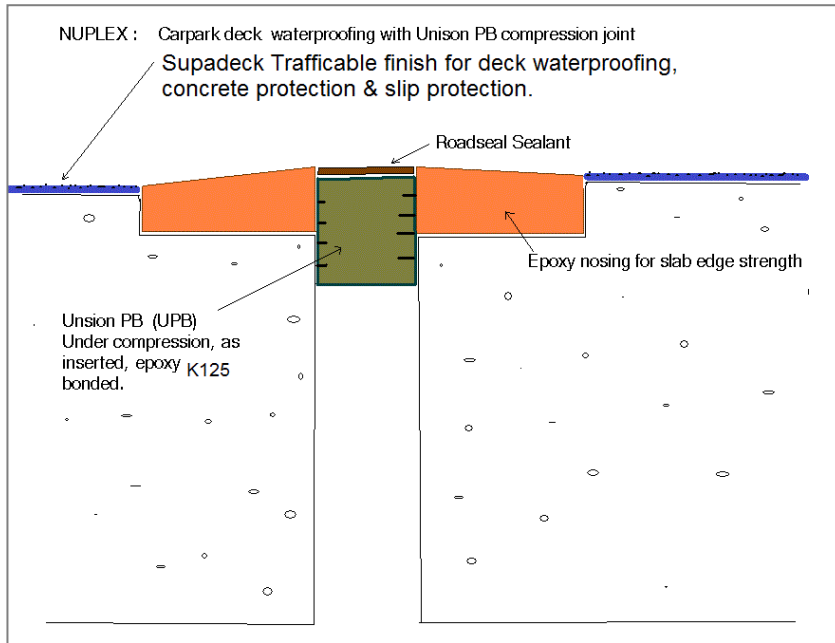 NUPLEX : Carpark deck waterproofing with Unison PB compression joint
Supadeck Trafficable finish for deck waterproofing,
concrete protection & slip protection.
Roadseal Sealant
Epoxy nosing for slab edge strength
Unsion PB (UPB)
Under compression, as
inserted, epoxy K125
bonded.